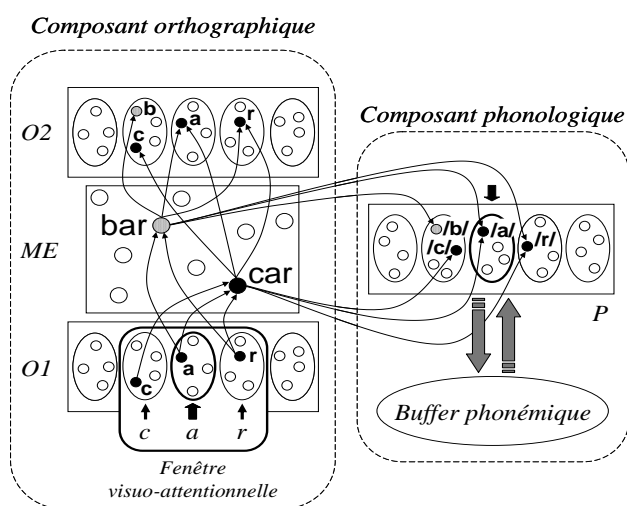 Composant orthographique
O2
b
a
r
c
Composant phonologique
ME
bar
car
/b/
/a/
/c/
/r/
P
O1
c
a
r
c a r
Fenêtre
visuo-attentionnelle
Buffer phonémique